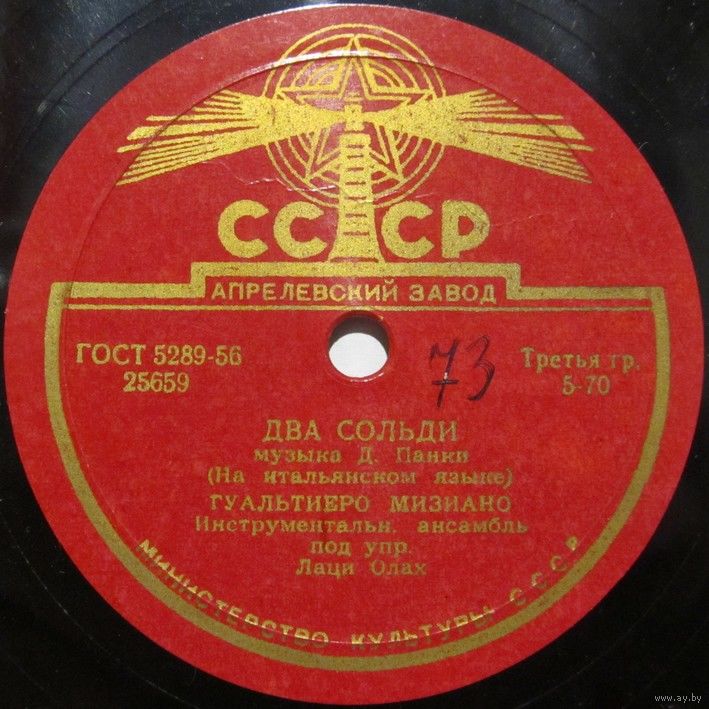 СССР
АПРЕЛЕВСКИЙ ЗАВОД
ГОСТ 5289-56
25659
73
Третья гр.
5-70
ДВА СОЛЬДИ
музыка Д. Панки
(На итальянском языке)
ГУАЛЬТИЕРО МИЗИАНО
Инструментальн. ансамбль
под упр.
Лаци Олах
МИНИСТЕРСТВО КУЛЬТУРЫ СССР
www.ay.by